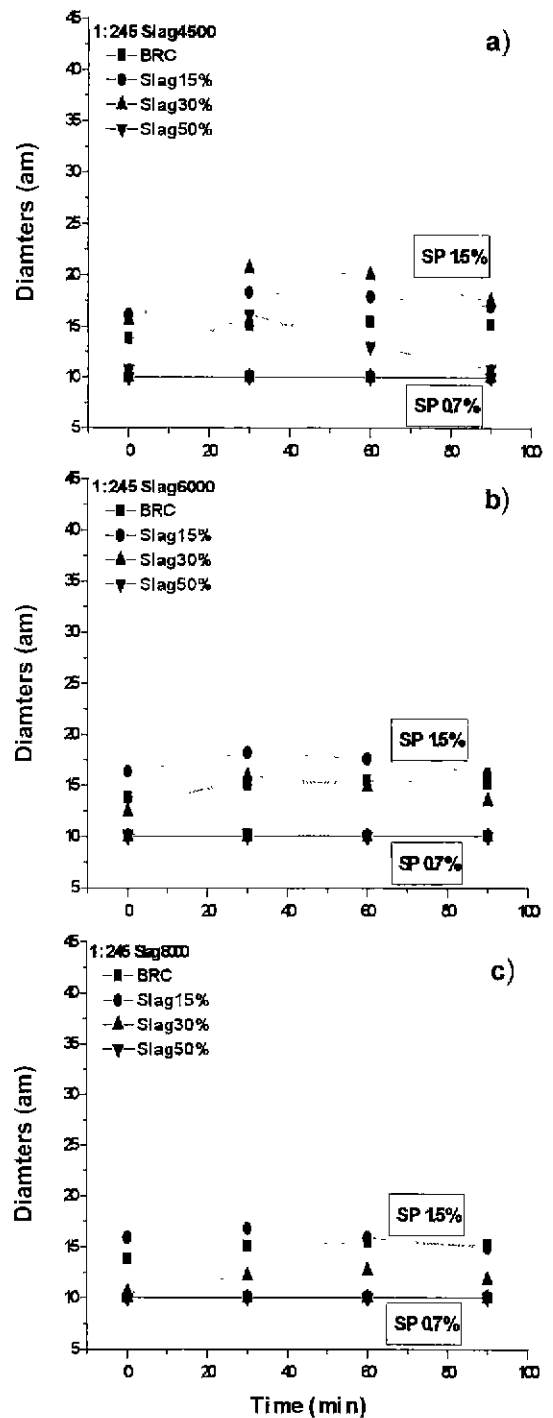 45
1:245 Slag4500
a)
BRC
40
Slag15%
35
Slag30%
Slag50%
30
25
20
SP 1.5%
15
10
SP 0.7%
5
0 20 40 60 80 100
Diamters (am)
45
1:245 Slag6000
b)
BRC
40
Slag15%
35
Slag30%
Slag50%
30
25
20
SP 1.5%
15
10
SP 0.7%
5
0 20 40 60 80 100
Diamters (am)
45
1:245 Slag8000
c)
BRC
40
Slag15%
35
Slag30%
Slag50%
30
25
20
SP 1.5%
15
10
SP 0.7%
5
0 20 40 60 80 100
Diamters (am)
Time (min)